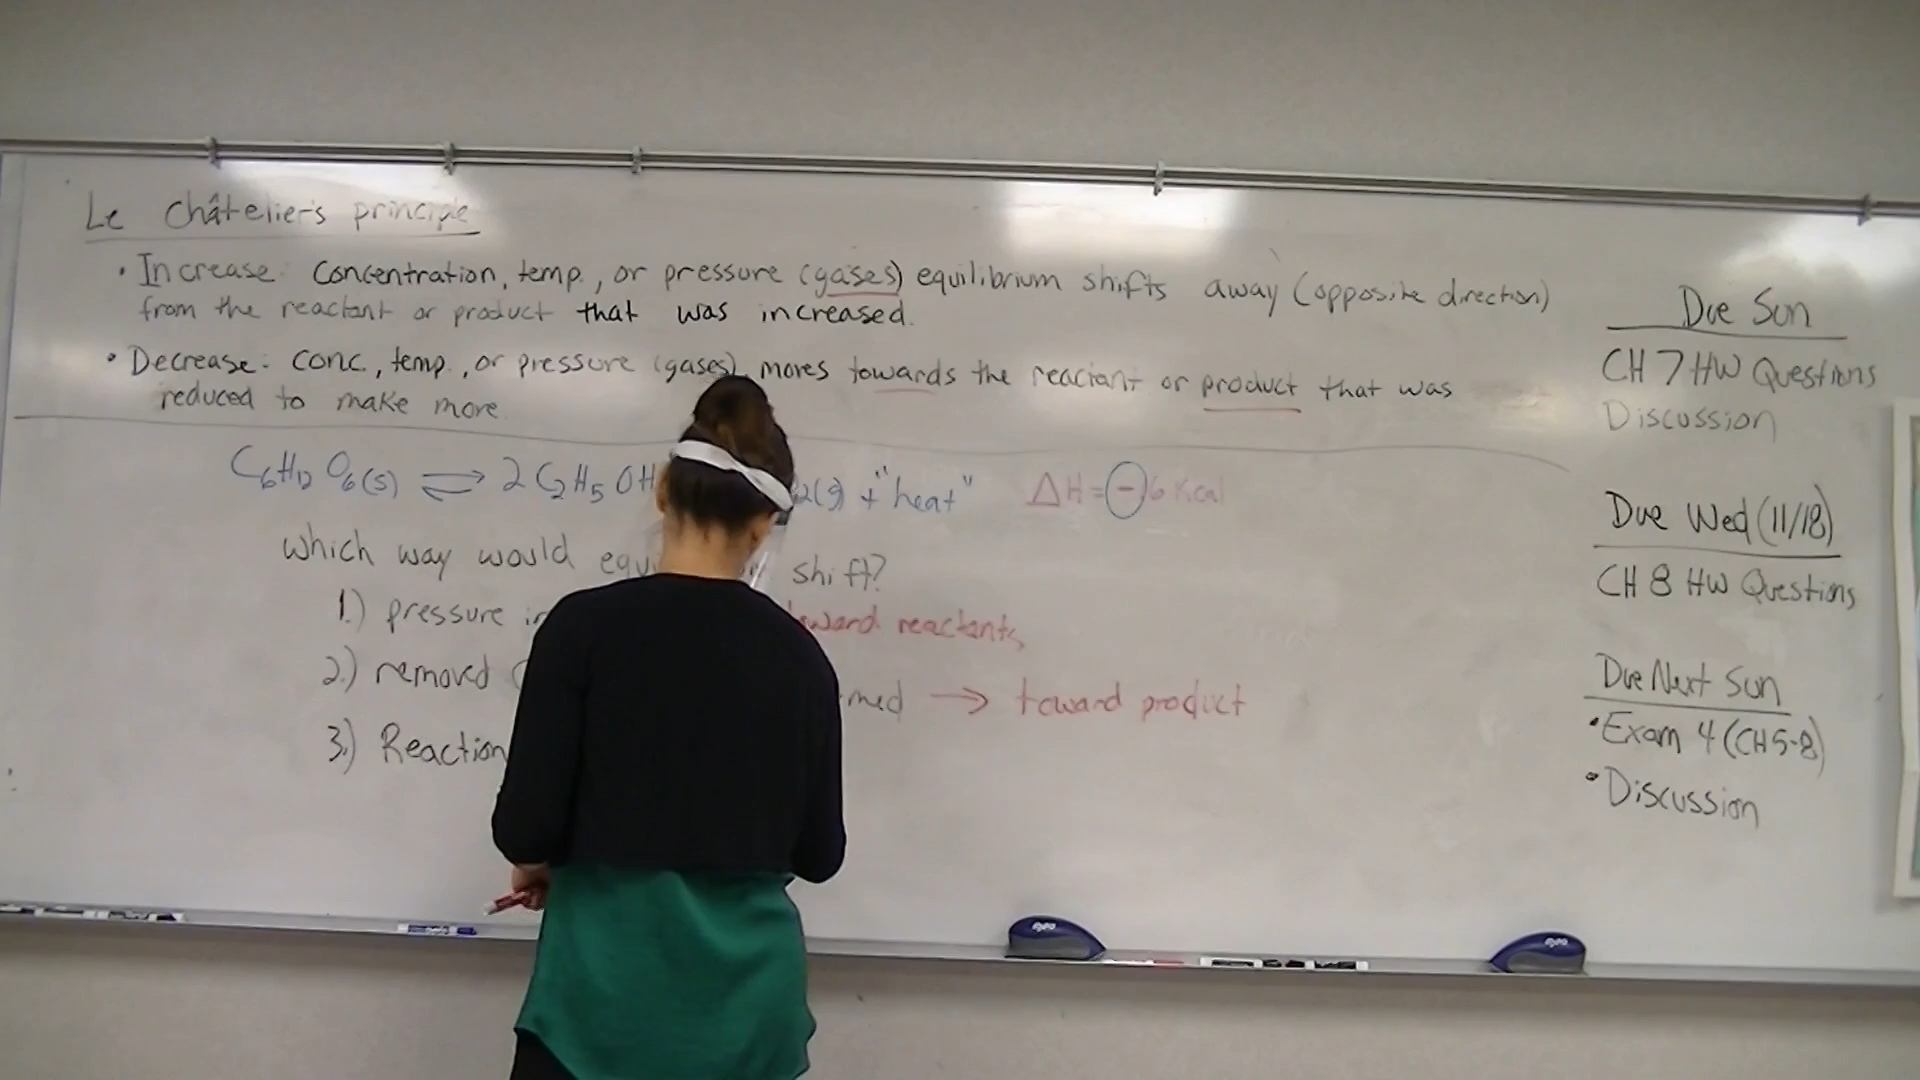 Le Châtelier's principle
• Increase: Concentration, temp., or pressure (gases) equilibrium shifts away (opposite direction)
from the reactant or product that was increased.
• Decrease: conc., temp., or pressure (gases), moves towards the reactant or product that was
reduced to make more
C6H12O6(s) ⇌ 2 C2H5OH 2(g) + "heat" ΔH = -6 kcal
Which way would shift?
1.) pressure toward reactants
2.) removed → toward product
3.) Reaction
Due Sun
CH 7 HW Questions
Discussion
Due Wed (11/18)
CH 8 HW Questions
Due Next Sun
• Exam 4 (CH 5-8)
• Discussion
expo
expo